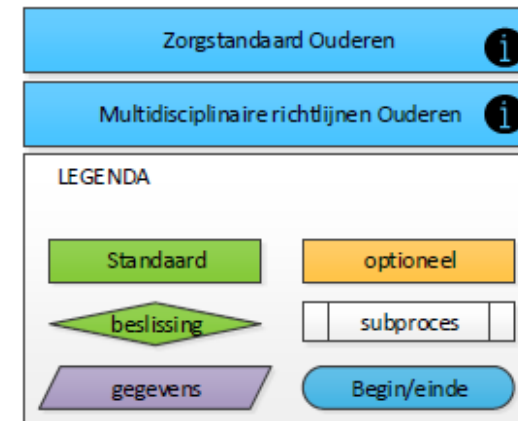 Zorgstandaard Ouderen i
Multidisciplinaire richtlijnen Ouderen i
LEGENDA
Standaard optioneel
beslissing subproces
gegevens Begin/einde